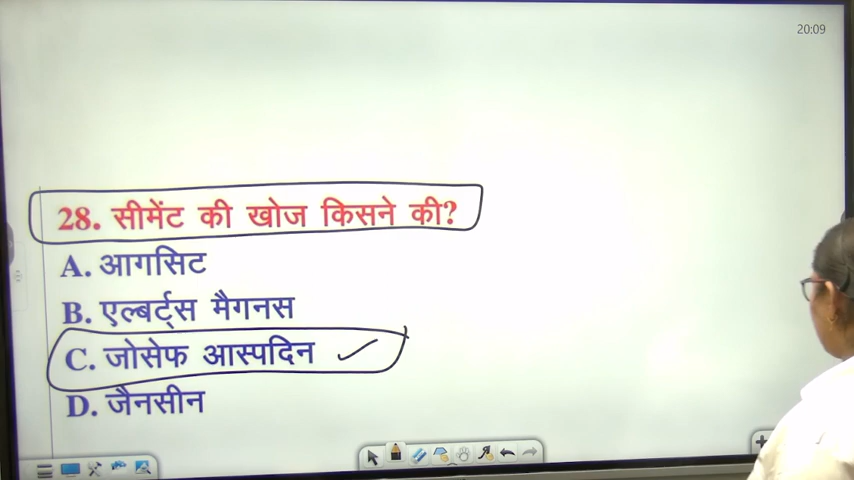 20:09
28. सीमेंट की खोज किसने की?
A. आगसिट
B. एल्बर्ट्स मैगनस
C. जोसेफ आस्पदिन
D. जैनसीन